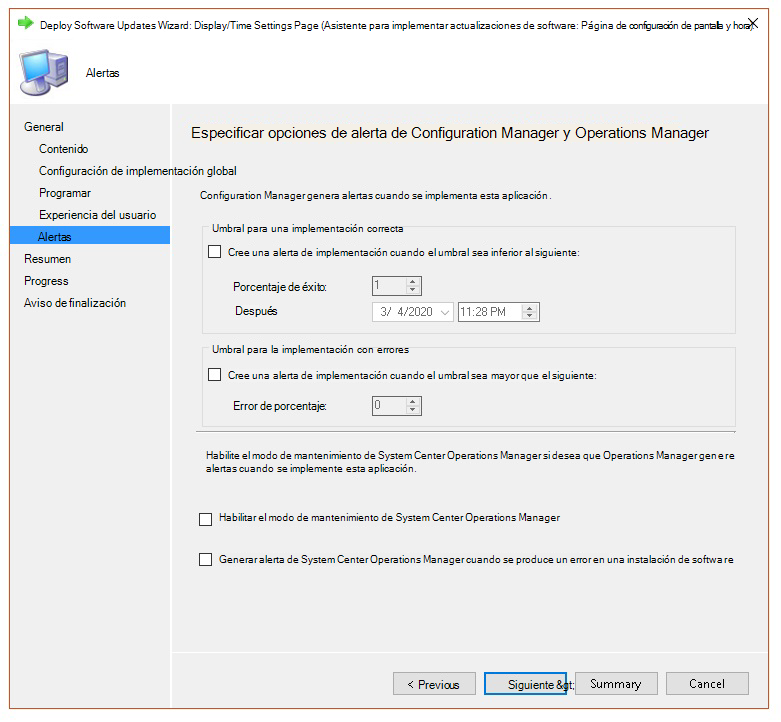 Deploy Software Updates Wizard: Display/Time Settings Page (Asistente para implementar actualizaciones de software: Página de configuración de pantalla y hora)
Alertas
General
Contenido
Configuración de implementación global
Programar
Experiencia del usuario
Alertas
Resumen
Progress
Aviso de finalización
Especificar opciones de alerta de Configuration Manager y Operations Manager
Configuration Manager genera alertas cuando se implementa esta aplicación.
Umbral para una implementación correcta
Cree una alerta de implementación cuando el umbral sea inferior al siguiente:
Porcentaje de éxito: 1
Después 3/ 4/2020 11:28 PM
Umbral para la implementación con errores
Cree una alerta de implementación cuando el umbral sea mayor que el siguiente:
Error de porcentaje: 0
Habilite el modo de mantenimiento de System Center Operations Manager si desea que Operations Manager genere
alertas cuando se implemente esta aplicación.
Habilitar el modo de mantenimiento de System Center Operations Manager
Generar alerta de System Center Operations Manager cuando se produce un error en una instalación de software
< Previous Siguiente &gt; Summary Cancel